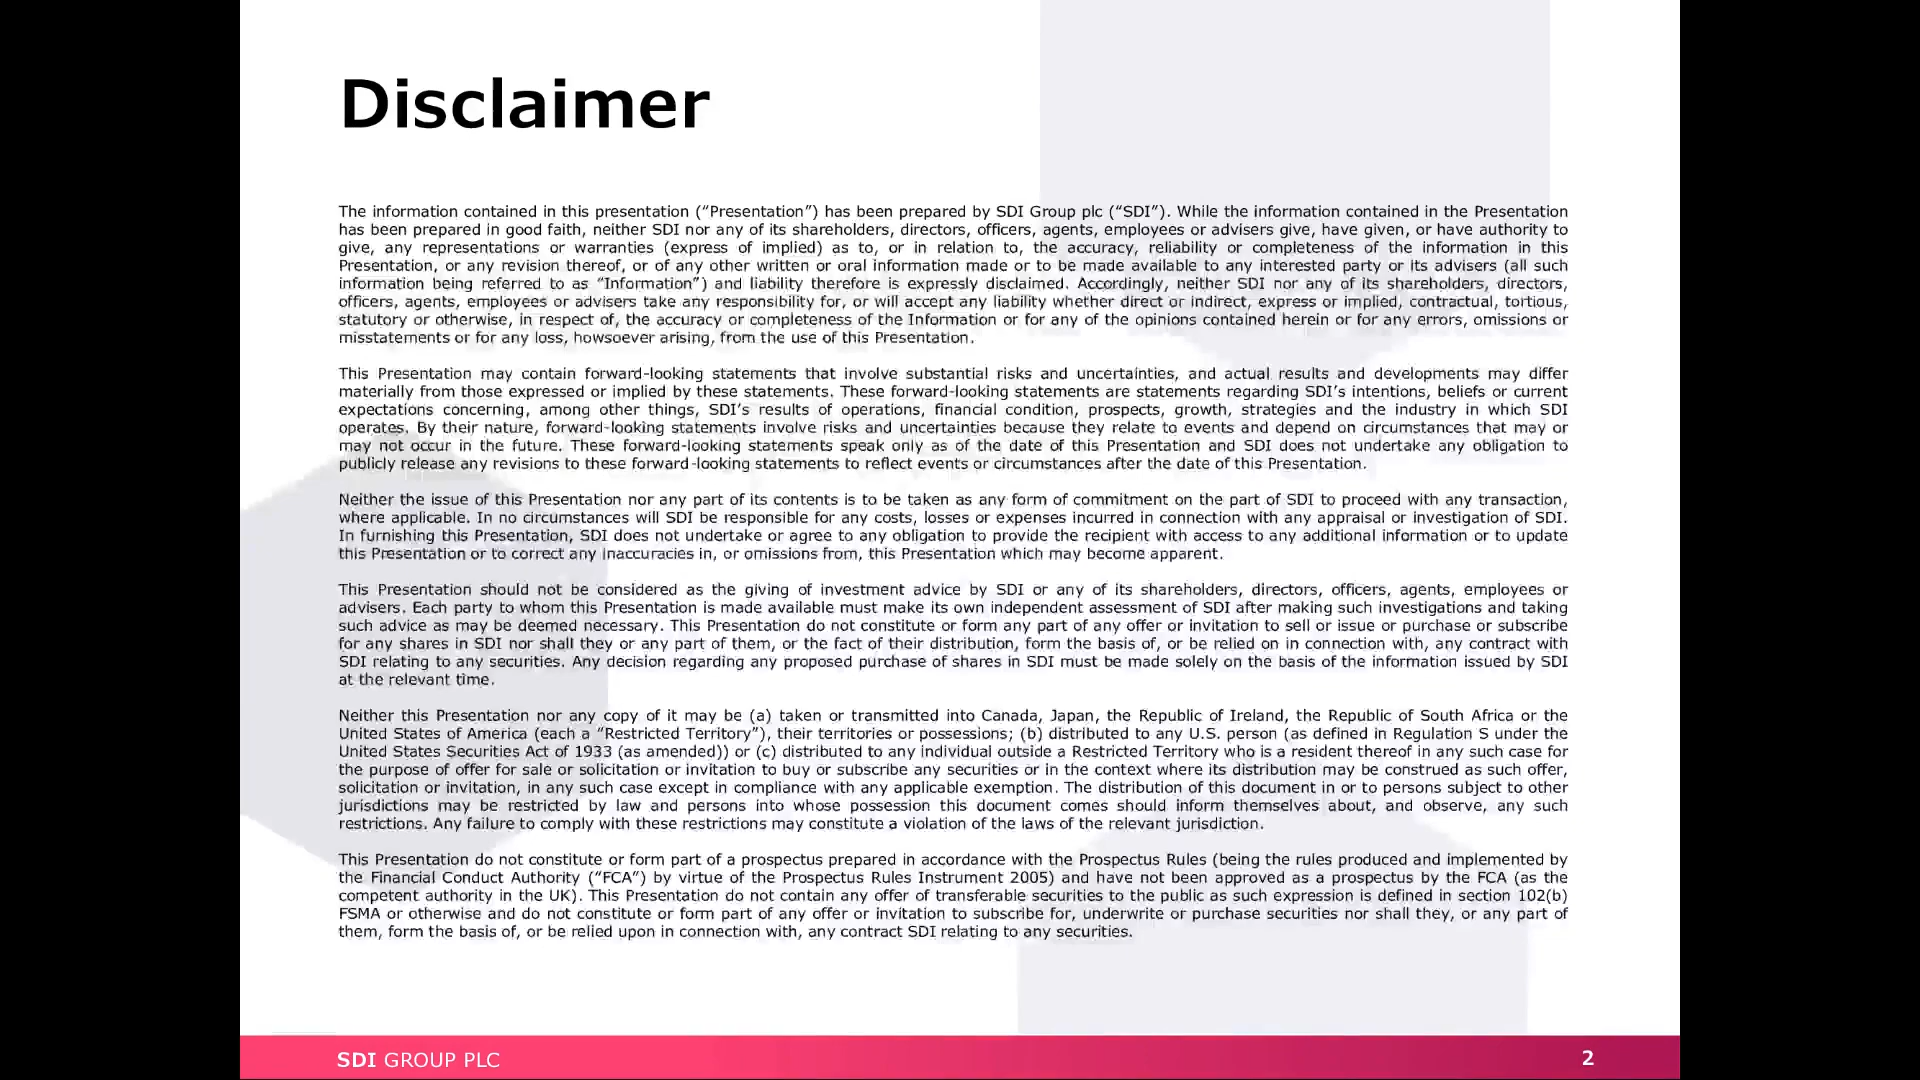 Disclaimer
The information contained in this presentation (“Presentation”) has been prepared by SDI Group plc (“SDI”). While the information contained in the Presentation
has been prepared in good faith, neither SDI nor any of its shareholders, directors, officers, agents, employees or advisers give, have given, or have authority to
give, any representations or warranties (express of implied) as to, or in relation to, the accuracy, reliability or completeness of the information in this
Presentation, or any revision thereof, or of any other written or oral information made or to be made available to any interested party or its advisers (all such
information being referred to as “Information”) and liability therefore is expressly disclaimed. Accordingly, neither SDI nor any of its shareholders, directors,
officers, agents, employees or advisers take any responsibility for, or will accept any liability whether direct or indirect, express or implied, contractual, tortious,
statutory or otherwise, in respect of, the accuracy or completeness of the Information or for any of the opinions contained herein or for any errors, omissions or
misstatements or for any loss, howsoever arising, from the use of this Presentation.
This Presentation may contain forward-looking statements that involve substantial risks and uncertainties, and actual results and developments may differ
materially from those expressed or implied by these statements. These forward-looking statements are statements regarding SDI’s intentions, beliefs or current
expectations concerning, among other things, SDI’s results of operations, financial condition, prospects, growth, strategies and the industry in which SDI
operates. By their nature, forward-looking statements involve risks and uncertainties because they relate to events and depend on circumstances that may or
may not occur in the future. These forward-looking statements speak only as of the date of this Presentation and SDI does not undertake any obligation to
publicly release any revisions to these forward-looking statements to reflect events or circumstances after the date of this Presentation.
Neither the issue of this Presentation nor any part of its contents is to be taken as any form of commitment on the part of SDI to proceed with any transaction,
where applicable. In no circumstances will SDI be responsible for any costs, losses or expenses incurred in connection with any appraisal or investigation of SDI.
In furnishing this Presentation, SDI does not undertake or agree to any obligation to provide the recipient with access to any additional information or to update
this Presentation or to correct any inaccuracies in, or omissions from, this Presentation which may become apparent.
This Presentation should not be considered as the giving of investment advice by SDI or any of its shareholders, directors, officers, agents, employees or
advisers. Each party to whom this Presentation is made available must make its own independent assessment of SDI after making such investigations and taking
such advice as may be deemed necessary. This Presentation do not constitute or form any part of any offer or invitation to sell or issue or purchase or subscribe
for any shares in SDI nor shall they or any part of them, or the fact of their distribution, form the basis of, or be relied on in connection with, any contract with
SDI relating to any securities. Any decision regarding any proposed purchase of shares in SDI must be made solely on the basis of the information issued by SDI
at the relevant time.
Neither this Presentation nor any copy of it may be (a) taken or transmitted into Canada, Japan, the Republic of Ireland, the Republic of South Africa or the
United States of America (each a “Restricted Territory”), their territories or possessions; (b) distributed to any U.S. person (as defined in Regulation S under the
United States Securities Act of 1933 (as amended)) or (c) distributed to any individual outside a Restricted Territory who is a resident thereof in any such case for
the purpose of offer for sale or solicitation or invitation to buy or subscribe any securities or in the context where its distribution may be construed as such offer,
solicitation or invitation, in any such case except in compliance with any applicable exemption. The distribution of this document in or to persons subject to other
jurisdictions may be restricted by law and persons into whose possession this document comes should inform themselves about, and observe, any such
restrictions. Any failure to comply with these restrictions may constitute a violation of the laws of the relevant jurisdiction.
This Presentation do not constitute or form part of a prospectus prepared in accordance with the Prospectus Rules (being the rules produced and implemented by
the Financial Conduct Authority (“FCA”) by virtue of the Prospectus Rules Instrument 2005) and have not been approved as a prospectus by the FCA (as the
competent authority in the UK). This Presentation do not contain any offer of transferable securities to the public as such expression is defined in section 102(b)
FSMA or otherwise and do not constitute or form part of any offer or invitation to subscribe for, underwrite or purchase securities nor shall they, or any part of
them, form the basis of, or be relied upon in connection with, any contract SDI relating to any securities.
SDI GROUP PLC
2